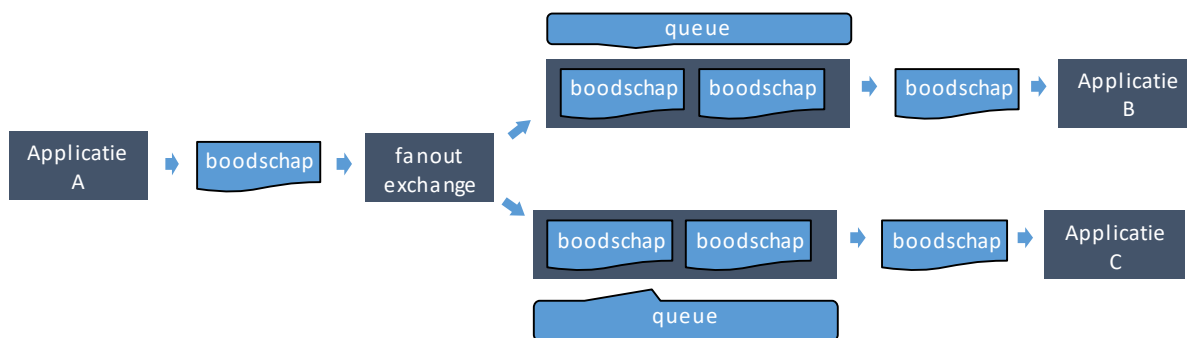 queue
boodschap boodschap
boodschap
Applicatie
B
Applicatie
A
boodschap
fanout
exchange
boodschap boodschap
boodschap
Applicatie
C
queue